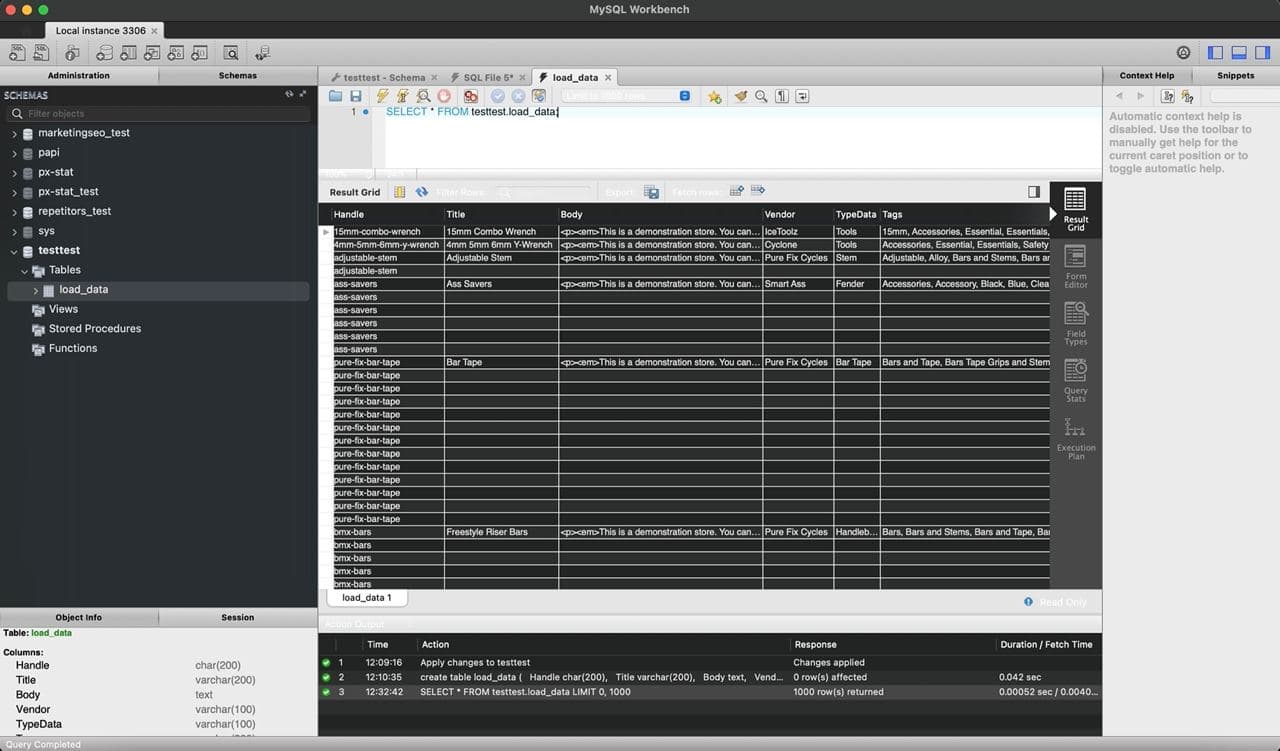 MySQL Workbench
Local instance 3306
Administration
Schemas
SCHEMAS
Filter objects
marketingseo_test
papi
px-stat
px-stat_test
repetitors_test
sys
testtest
Tables
load_data
Views
Stored Procedures
Functions
Object Info
Session
Table: load_data
Columns:
Handle char(200)
Title varchar(200)
Body text
Vendor varchar(100)
TypeData varchar(100)
Query Completed
testtest - Schema
SQL File 5*
load_data
1
SELECT * FROM testtest.load_data;
Result Grid
Filter Rows:
Export:
Fetch rows:
Handle Title Body Vendor TypeData Tags
15mm-combo-wrench 15mm Combo Wrench <p><em>This is a demonstration store. You can... IceToolz Tools 15mm, Accessories, Essential, Essentials,
4mm-5mm-6mm-y-wrench 4mm 5mm 6mm Y-Wrench <p><em>This is a demonstration store. You can... Cyclone Tools Accessories, Essential, Essentials, Safety
adjustable-stem Adjustable Stem <p><em>This is a demonstration store. You can... Pure Fix Cycles Stem Adjustable, Alloy, Bars and Stems, Bars ar
adjustable-stem
ass-savers Ass Savers <p><em>This is a demonstration store. You can... Smart Ass Fender Accessories, Accessory, Black, Blue, Clea
ass-savers
ass-savers
ass-savers
ass-savers
ass-savers
pure-fix-bar-tape Bar Tape <p><em>This is a demonstration store. You can... Pure Fix Cycles Bar Tape Bars and Tape, Bars Tape Grips and Stem
pure-fix-bar-tape
pure-fix-bar-tape
pure-fix-bar-tape
pure-fix-bar-tape
pure-fix-bar-tape
pure-fix-bar-tape
pure-fix-bar-tape
pure-fix-bar-tape
pure-fix-bar-tape
pure-fix-bar-tape
pure-fix-bar-tape
pure-fix-bar-tape
bmx-bars Freestyle Riser Bars <p><em>This is a demonstration store. You can... Pure Fix Cycles Handleb... Bars, Bars and Stems, Bars and Tape, Bar
bmx-bars
bmx-bars
bmx-bars
bmx-bars
Result
Grid
Form
Editor
Field
Types
Query
Stats
Execution
Plan
load_data 1
Read Only
Action Output
Time Action Response Duration / Fetch Time
1 12:09:16 Apply changes to testtest Changes applied
2 12:10:35 create table load_data ( Handle char(200), Title varchar(200), Body text, Vend... 0 row(s) affected 0.042 sec
3 12:32:42 SELECT * FROM testtest.load_data LIMIT 0, 1000 1000 row(s) returned 0.00052 sec / 0.0040...
Context Help
Snippets
Automatic context help is
disabled. Use the toolbar to
manually get help for the
current caret position or to
toggle automatic help.